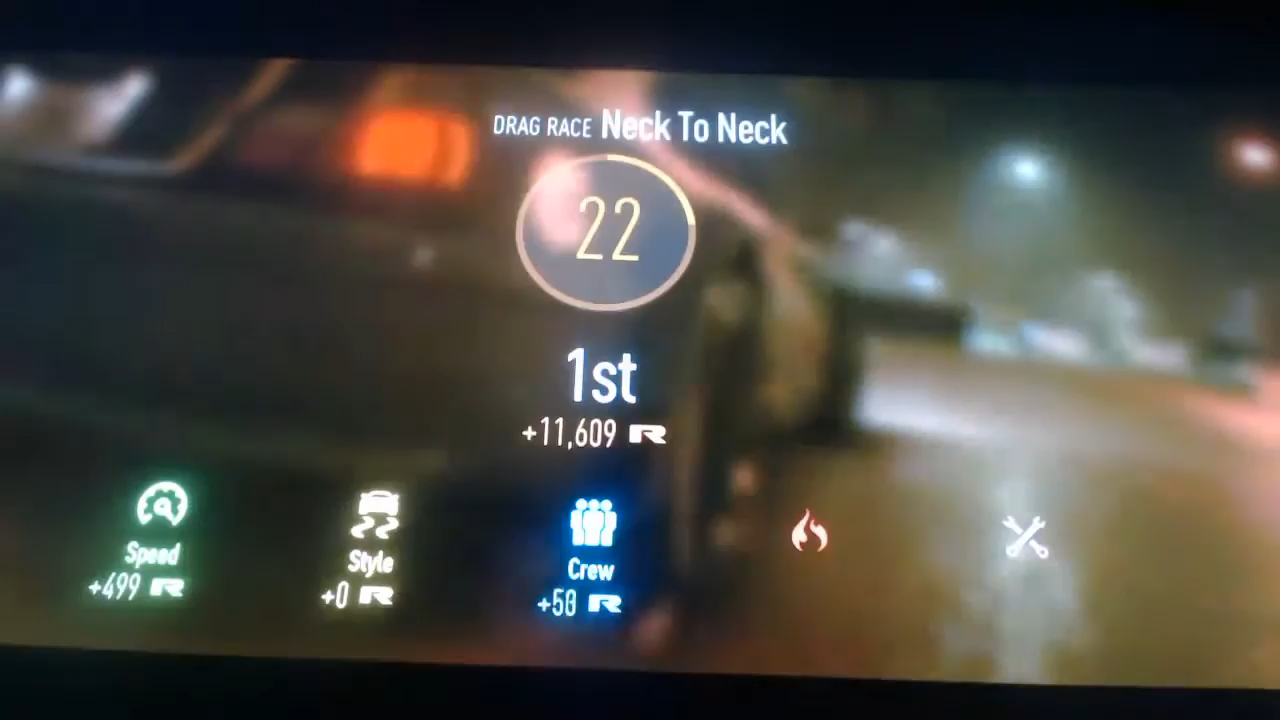 DRAG RACE Neck To Neck
22
1st
+11,609 R
Speed
+499 R
Style
+0 R
Crew
+50 R